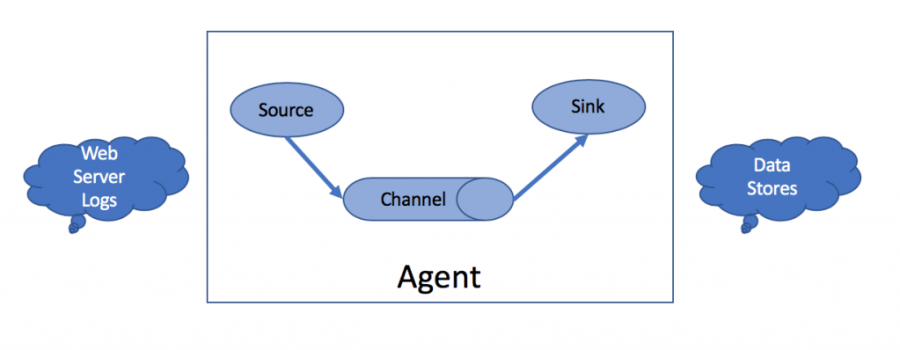 Source
Sink
Web
Server
Logs
Channel
Data
Stores
Agent